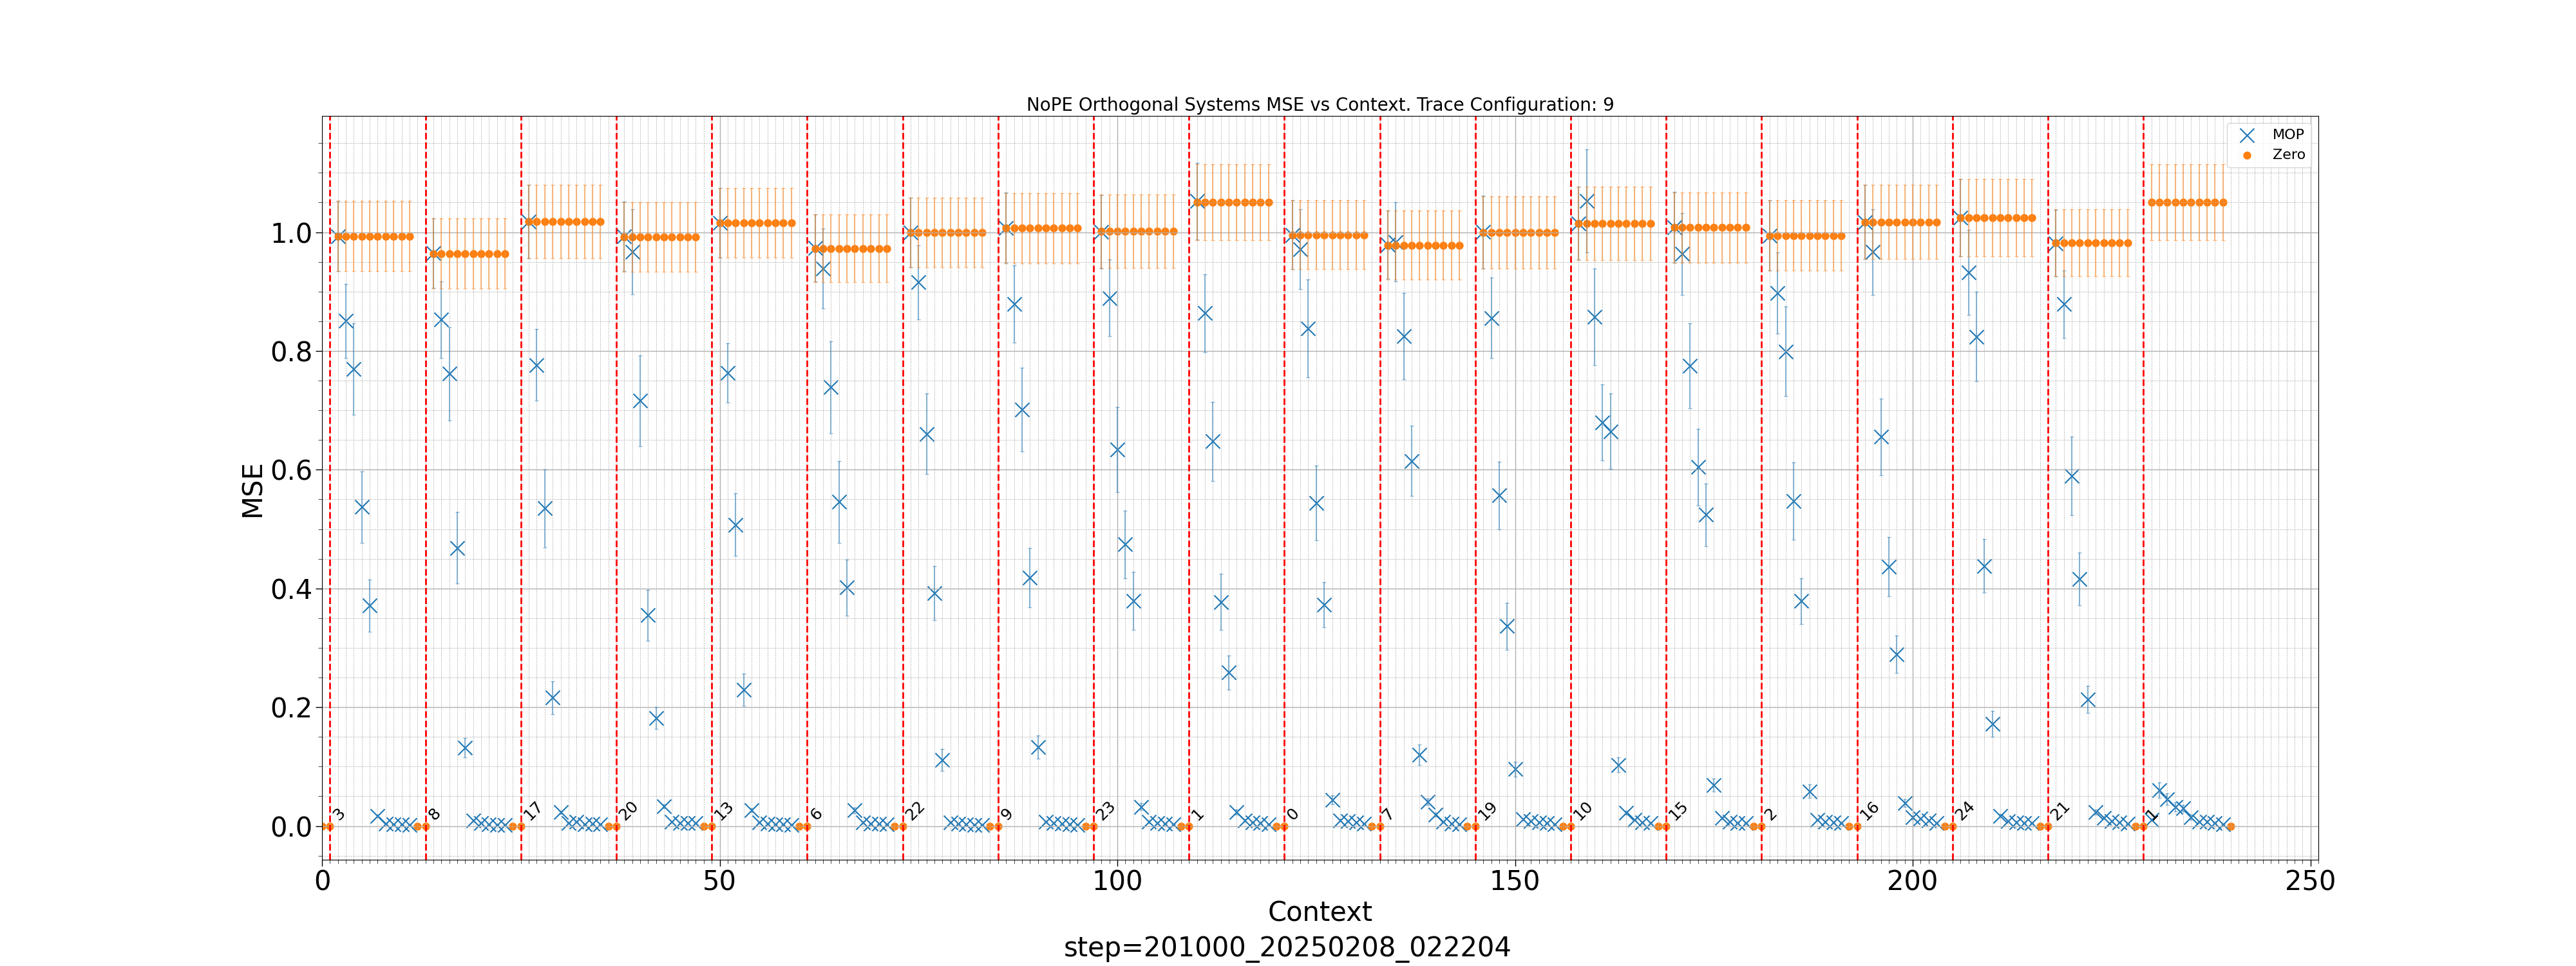 NoPE Orthogonal Systems MSE vs Context. Trace Configuration: 9
MOP
Zero
MSE
1.0
0.8
0.6
0.4
0.2
0.0
3 8 17 20 13 6 22 9 23 1 0 7 19 10 15 2 16 24 21 1
0 50 100 150 200 250
Context
step=201000_20250208_022204